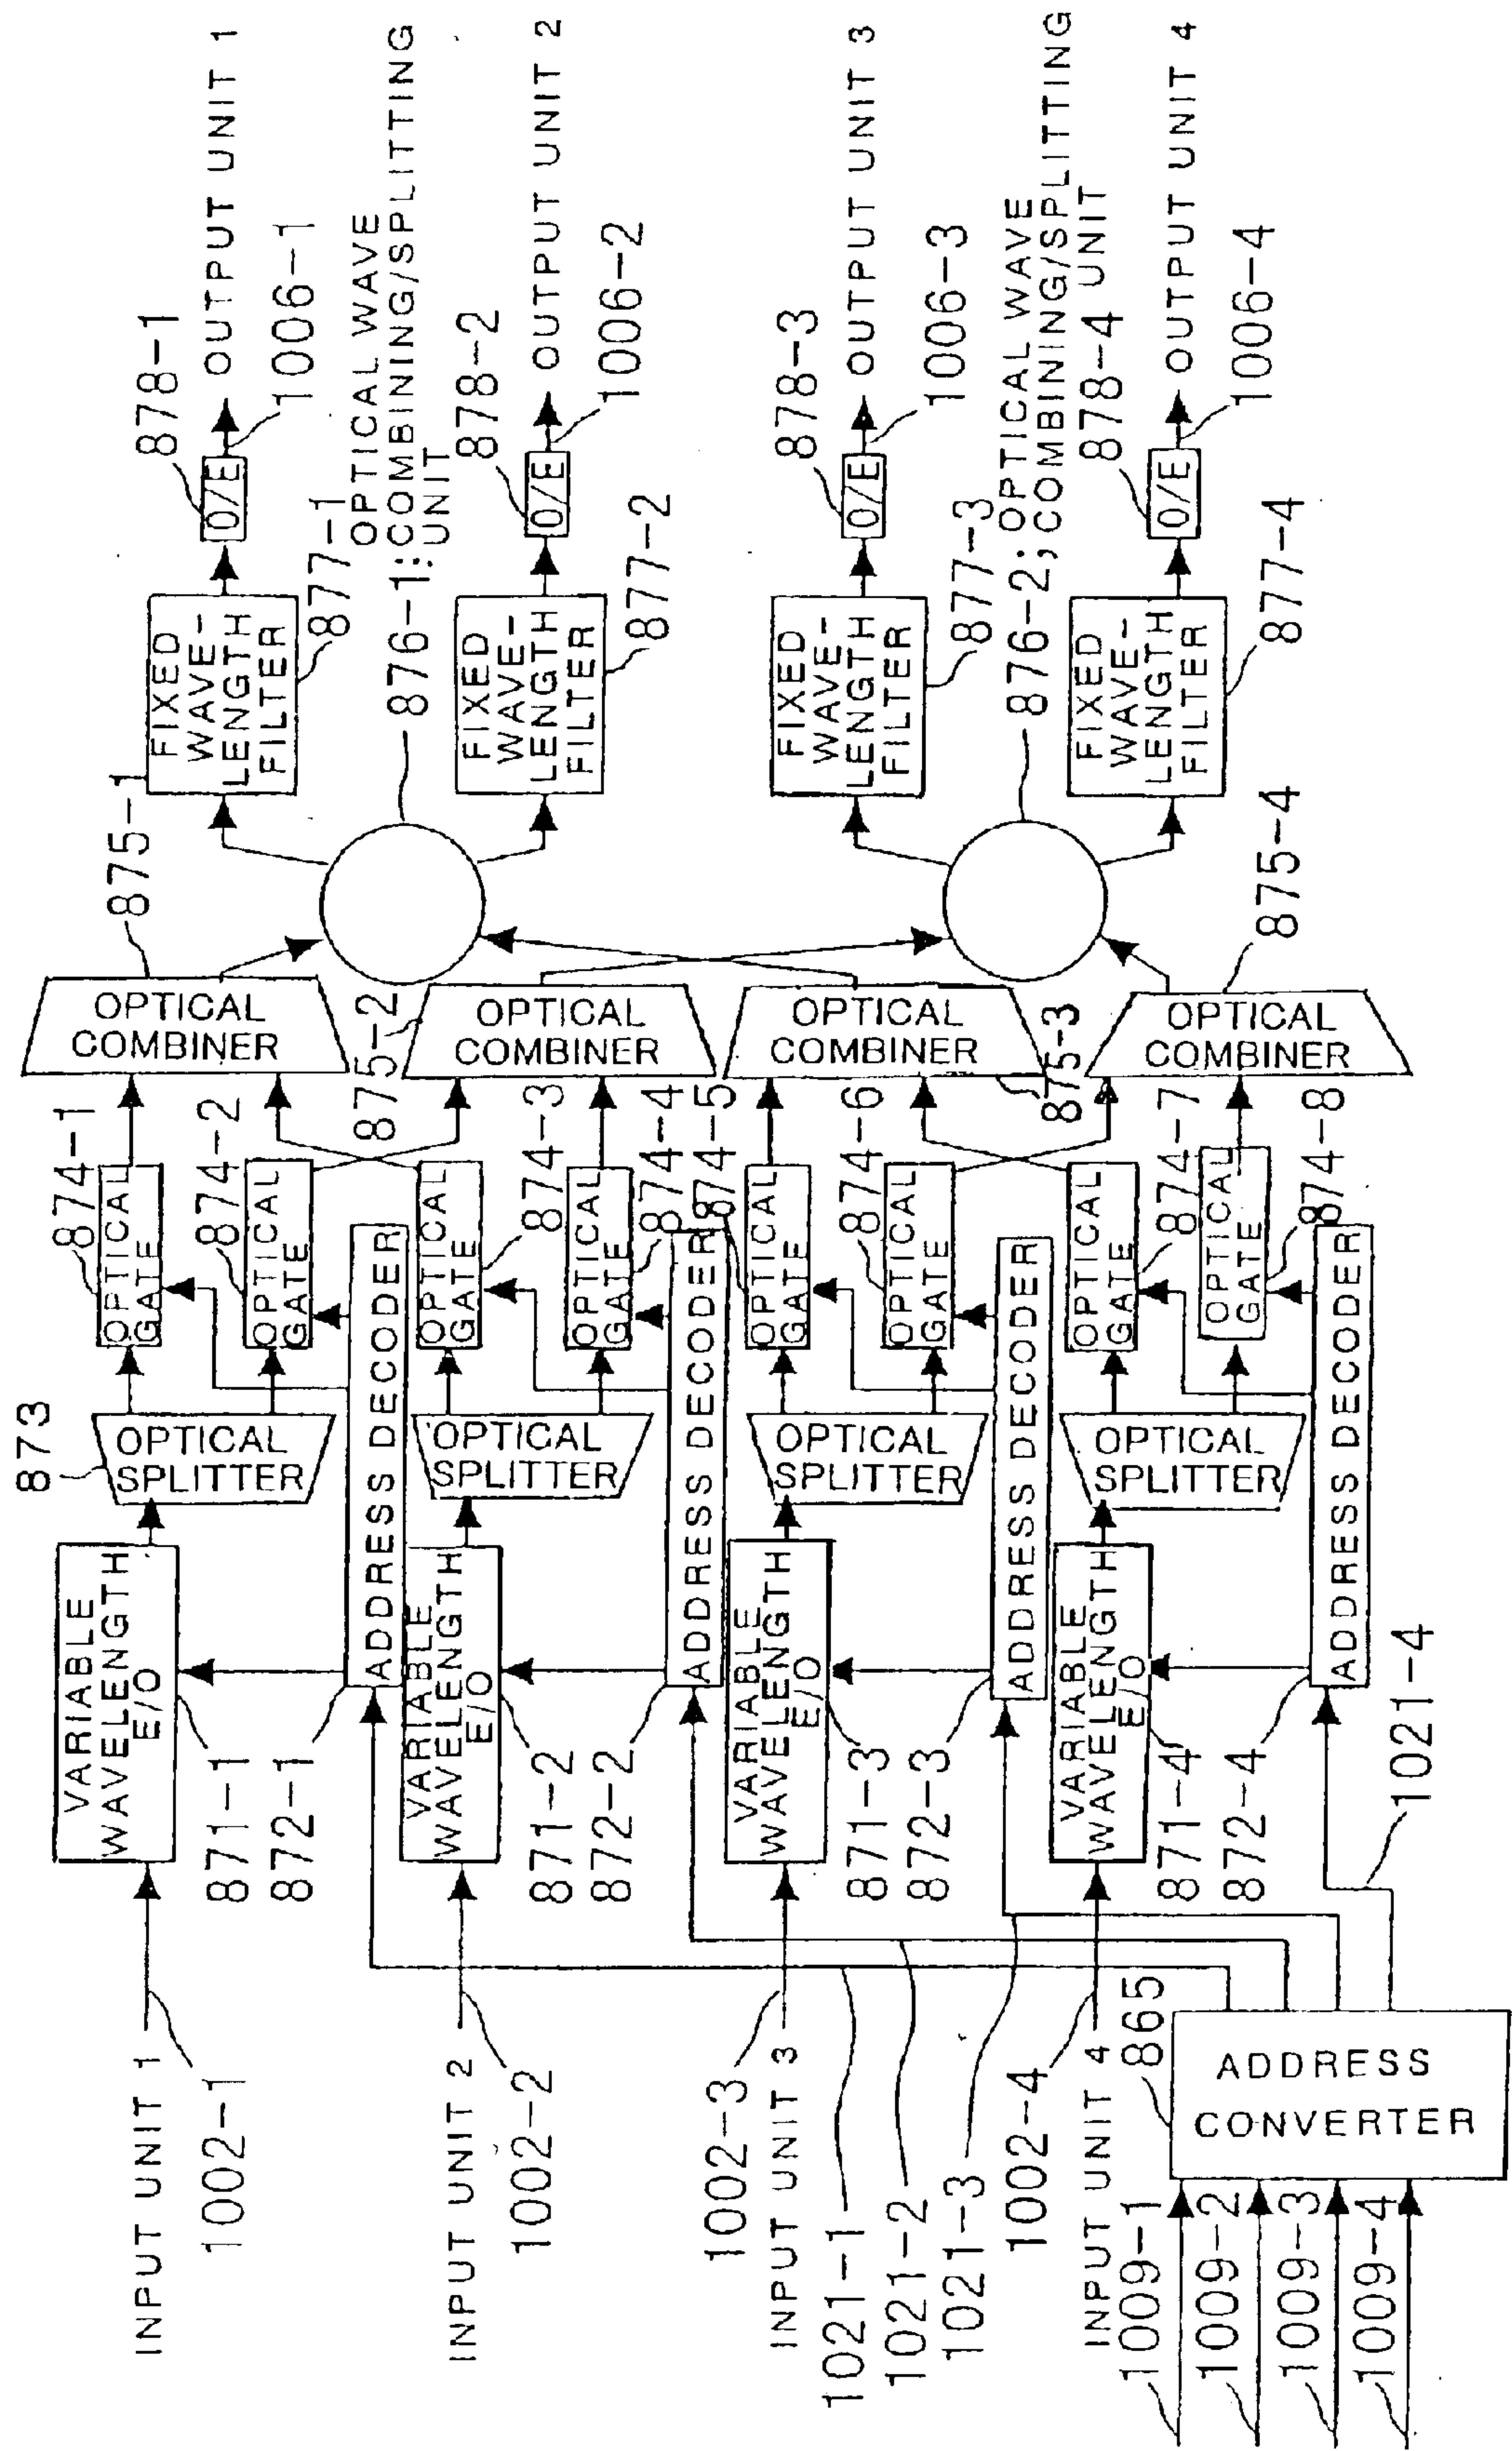 INPUT UNIT 1
1002-1
VARIABLE
WAVELENGTH
E/O
871-1
872-1
ADDRESS DECODER
873
OPTICAL
SPLITTER
874-1
OPTICAL
GATE
874-2
OPTICAL
GATE
OPTICAL
COMBINER
875-1
FIXED
WAVE-
LENGTH
FILTER
877-1
878-1
O/E
OUTPUT UNIT 1
1006-1
OPTICAL WAVE
876-1:COMBINING/SPLITTING
UNIT
INPUT UNIT 2
1002-2
VARIABLE
WAVELENGTH
E/O
871-2
872-2
ADDRESS DECODER
OPTICAL
SPLITTER
OPTICAL
GATE
874-3
OPTICAL
GATE
874-4
875-2
OPTICAL
COMBINER
FIXED
WAVE-
LENGTH
FILTER
877-2
878-2
O/E
OUTPUT UNIT 2
1006-2
1002-3
INPUT UNIT 3
VARIABLE
WAVELENGTH
E/O
871-3
872-3
ADDRESS DECODER
OPTICAL
SPLITTER
874-5
OPTICAL
GATE
874-6
OPTICAL
GATE
OPTICAL
COMBINER
875-3
FIXED
WAVE-
LENGTH
FILTER
877-3
878-3
O/E
OUTPUT UNIT 3
1006-3
OPTICAL WAVE
876-2;COMBINING/SPLITTING
UNIT
1021-1
1021-2
1021-3
1002-4
INPUT UNIT 4
VARIABLE
WAVELENGTH
E/O
871-4
872-4
ADDRESS DECODER
OPTICAL
SPLITTER
OPTICAL
GATE
874-7
OPTICAL
GATE
874-8
OPTICAL
COMBINER
875-4
FIXED
WAVE-
LENGTH
FILTER
877-4
878-4
O/E
OUTPUT UNIT 4
1006-4
1009-1
1009-2
1009-3
1009-4
865
ADDRESS
CONVERTER
1021-4